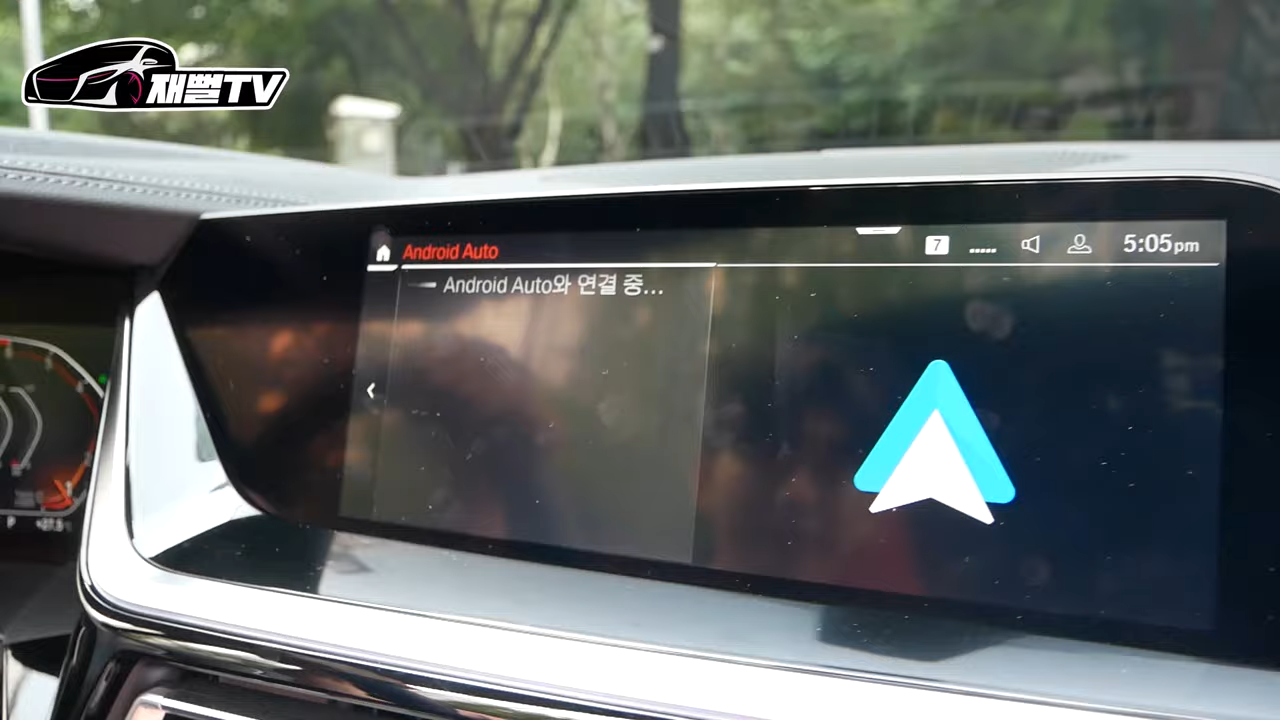 재뻘TV
Android Auto
7
5:05pm
Android Auto와 연결 중...
P